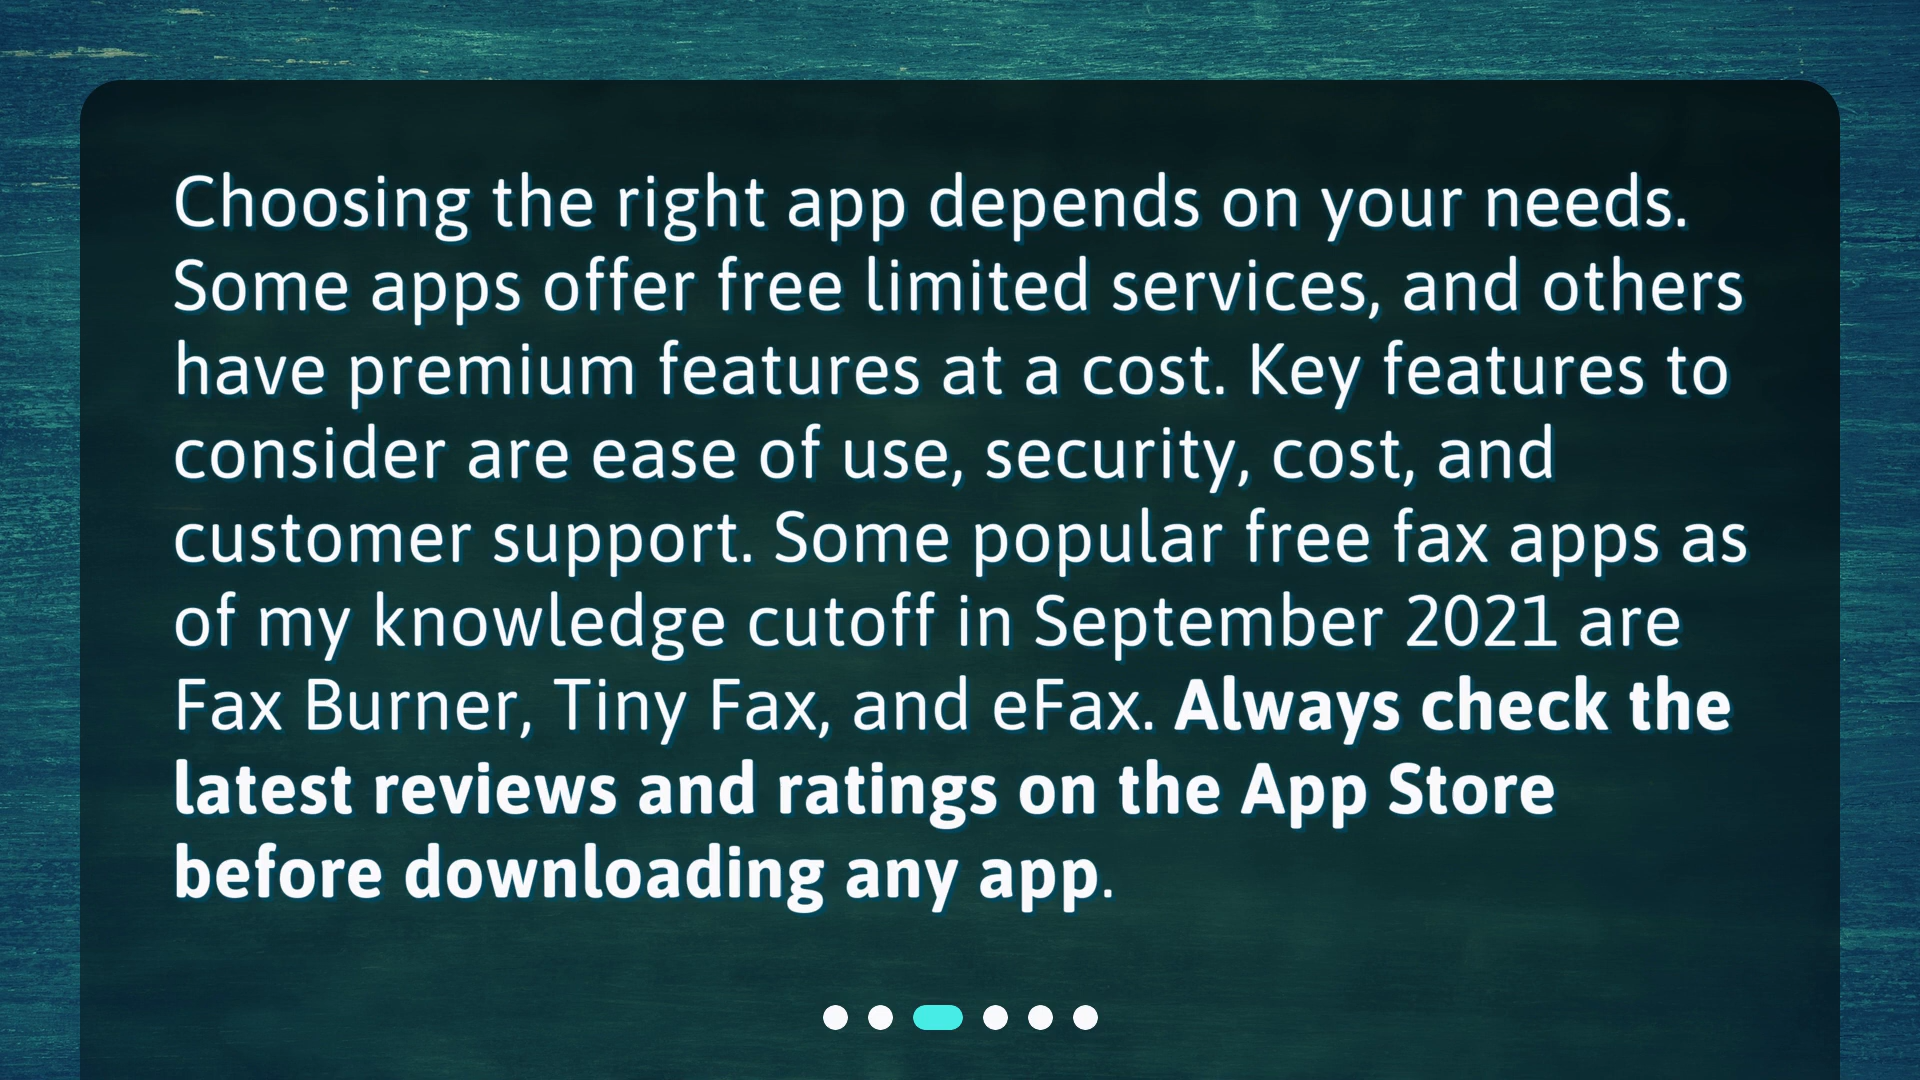 Choosing the right app depends on your needs.
Some apps offer free limited services, and others
have premium features at a cost. Key features to
consider are ease of use, security, cost, and
customer support. Some popular free fax apps as
of my knowledge cutoff in September 2021 are
Fax Burner, Tiny Fax, and eFax. Always check the
latest reviews and ratings on the App Store
before downloading any app.